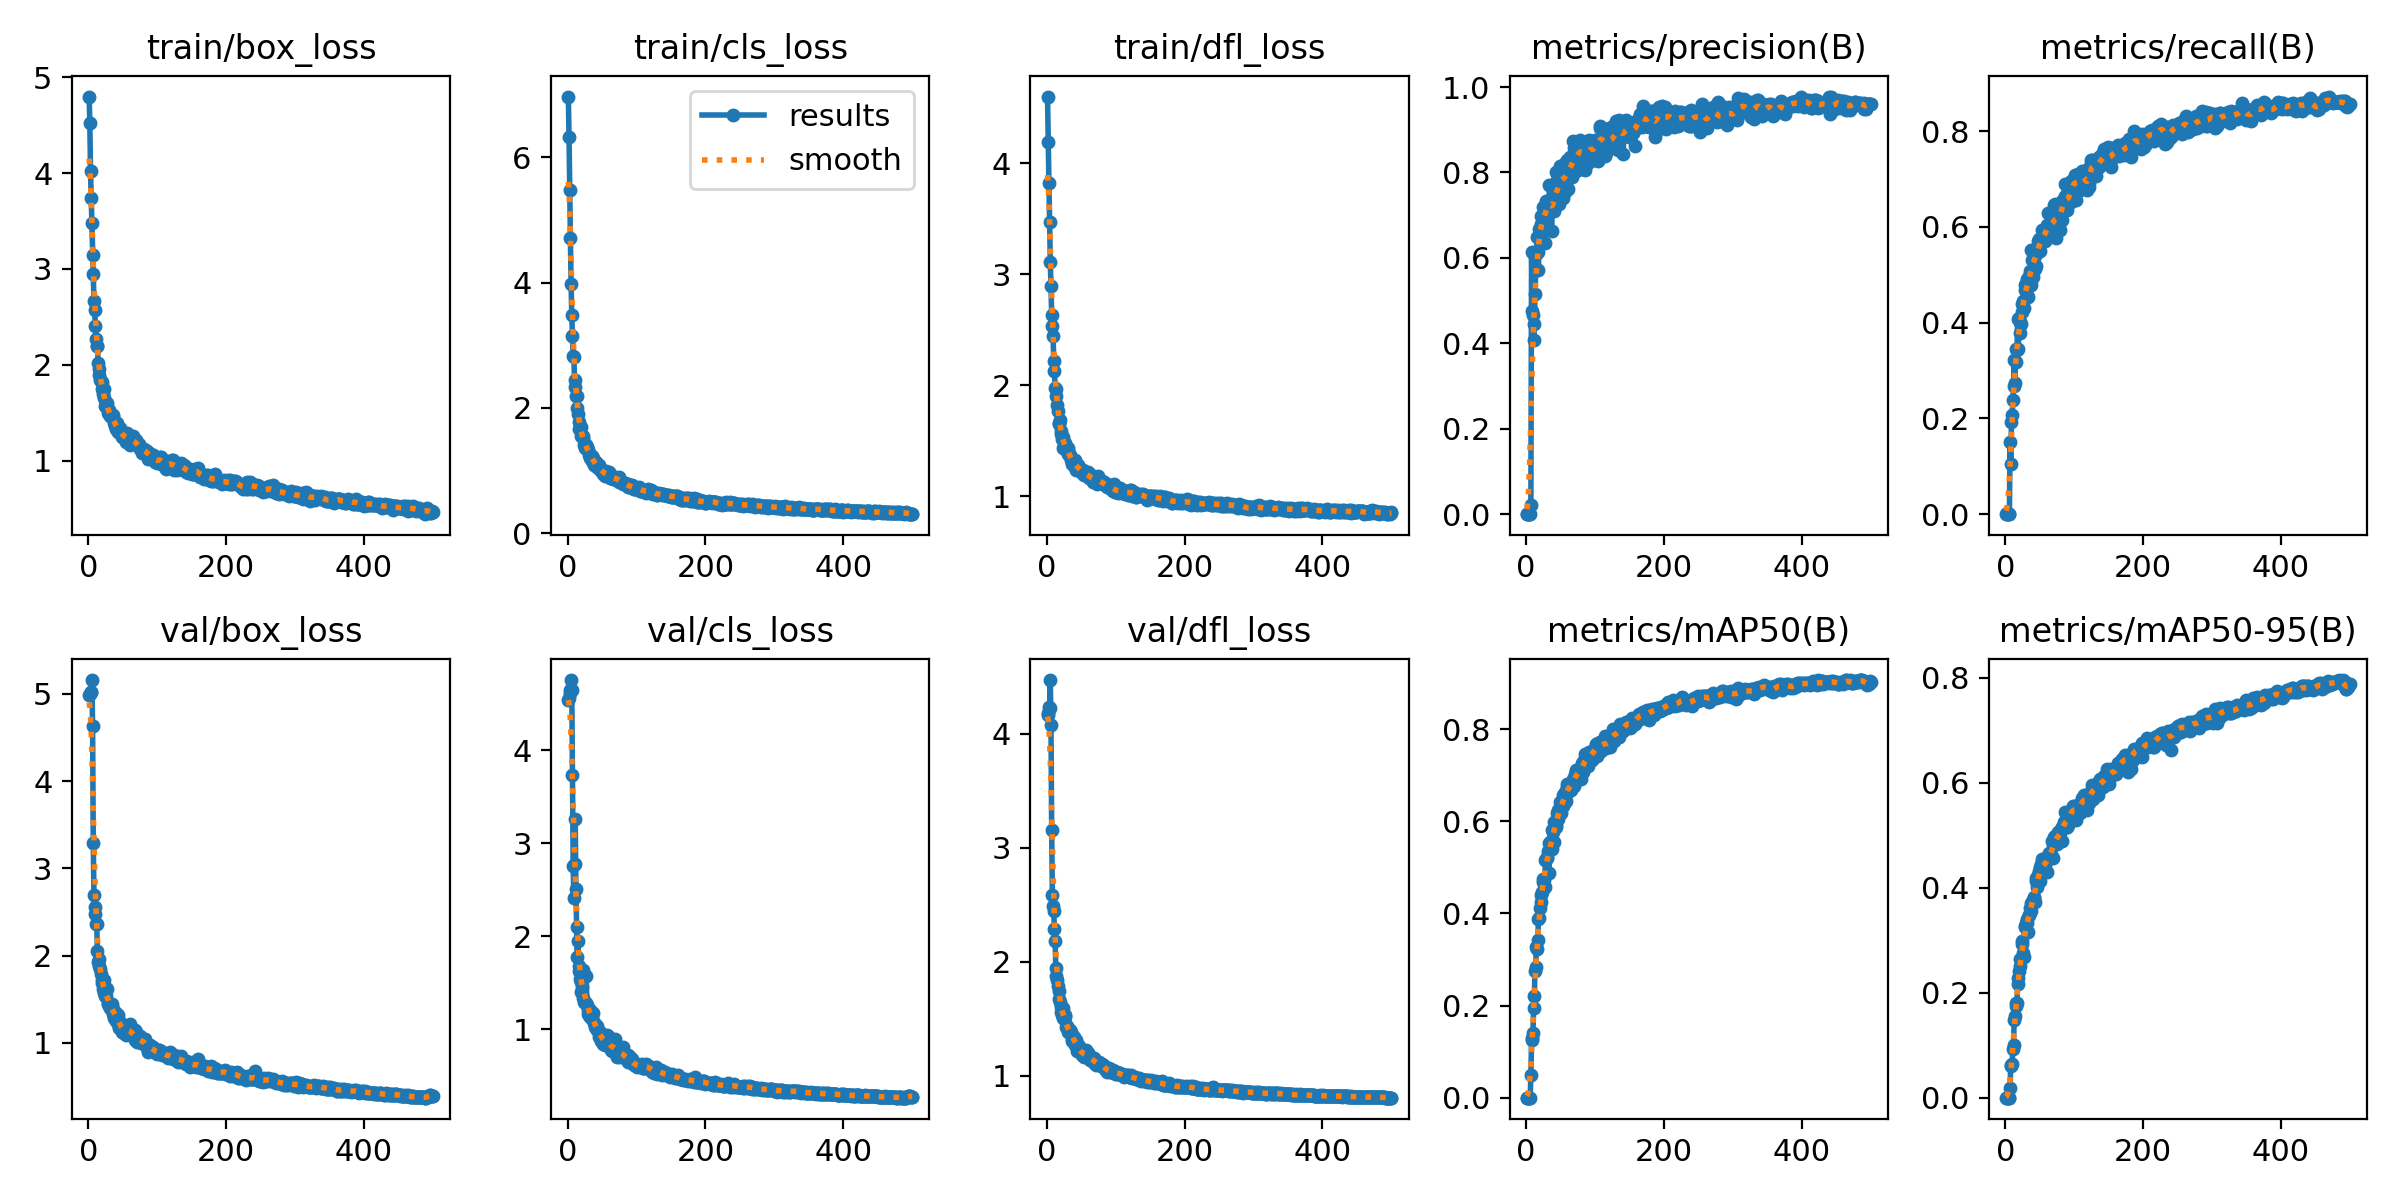 train/box_loss
5
4
3
2
1
0 200 400
train/cls_loss
results
smooth
6
4
2
0
0 200 400
train/dfl_loss
4
3
2
1
0 200 400
metrics/precision(B)
1.0
0.8
0.6
0.4
0.2
0.0
0 200 400
metrics/recall(B)
0.8
0.6
0.4
0.2
0.0
0 200 400
val/box_loss
5
4
3
2
1
0 200 400
val/cls_loss
4
3
2
1
0 200 400
val/dfl_loss
4
3
2
1
0 200 400
metrics/mAP50(B)
0.8
0.6
0.4
0.2
0.0
0 200 400
metrics/mAP50-95(B)
0.8
0.6
0.4
0.2
0.0
0 200 400